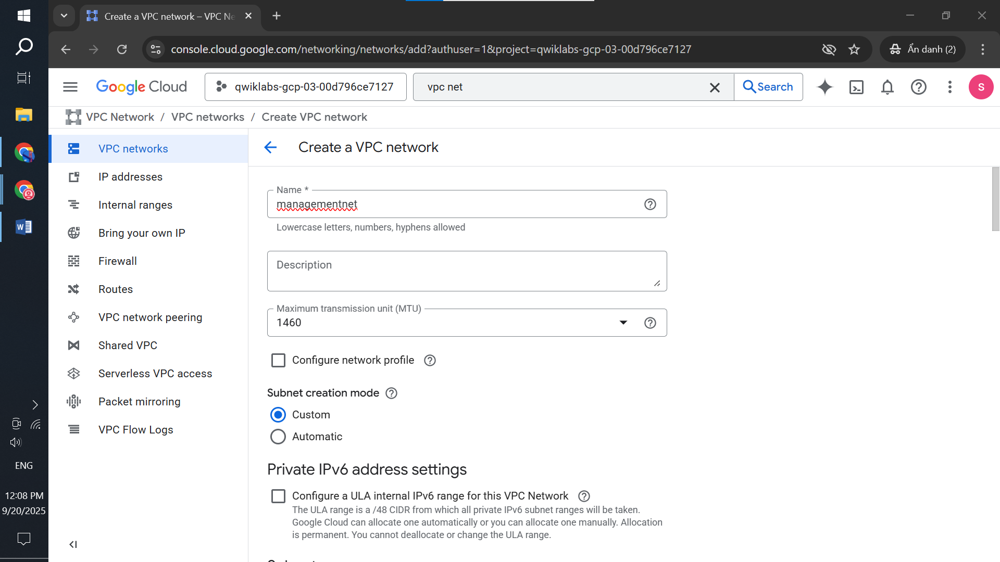 Create a VPC network – VPC Ne
console.cloud.google.com/networking/networks/add?authuser=1&project=qwiklabs-gcp-03-00d796ce7127
Ẩn danh (2)
Google Cloud
qwiklabs-gcp-03-00d796ce7127
vpc net
Search
S
VPC Network / VPC networks / Create VPC network
VPC networks
IP addresses
Internal ranges
Bring your own IP
Firewall
Routes
VPC network peering
Shared VPC
Serverless VPC access
Packet mirroring
VPC Flow Logs
Create a VPC network
Name *
managementnet
Lowercase letters, numbers, hyphens allowed
Description
Maximum transmission unit (MTU)
1460
Configure network profile
Subnet creation mode
Custom
Automatic
Private IPv6 address settings
Configure a ULA internal IPv6 range for this VPC Network
The ULA range is a /48 CIDR from which all private IPv6 subnet ranges will be taken.
Google Cloud can allocate one automatically or you can allocate one manually. Allocation
is permanent. You cannot deallocate or change the ULA range.
W
ENG
12:08 PM
9/20/2025